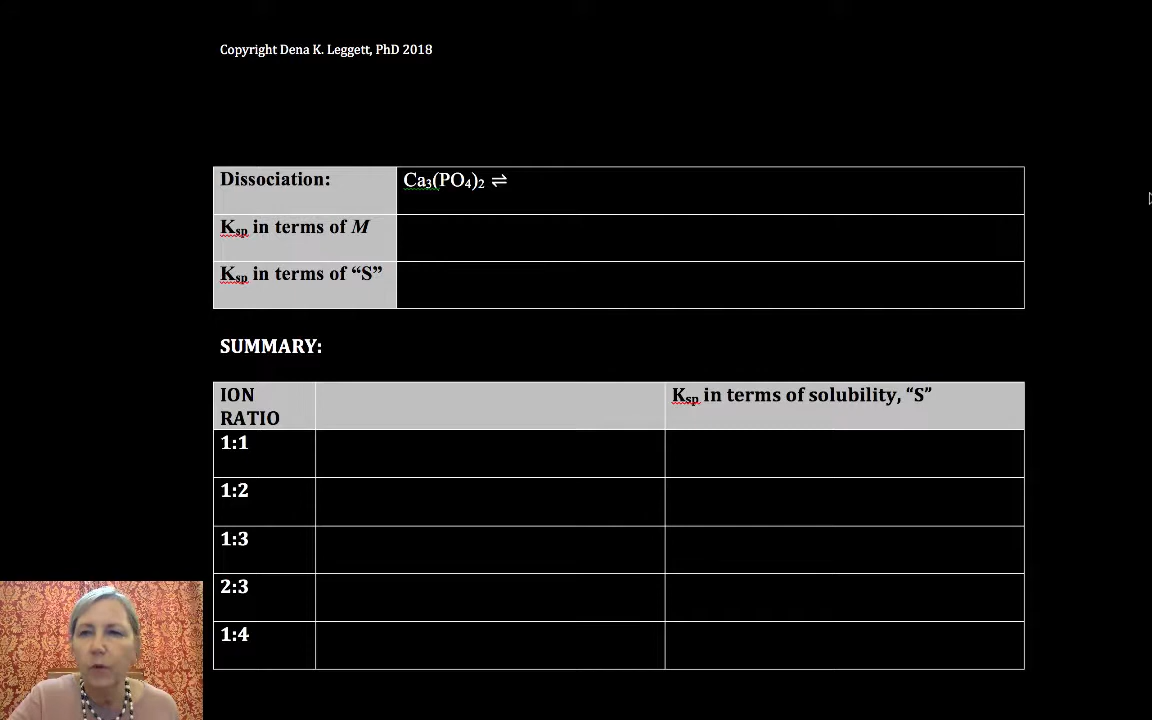 Copyright Dena K. Leggett, PhD 2018
Dissociation: Ca₃(PO₄)₂ ⇌
Kₛₚ in terms of M
Kₛₚ in terms of “S”
SUMMARY:
ION RATIO
Kₛₚ in terms of solubility, “S”
1:1
1:2
1:3
2:3
1:4